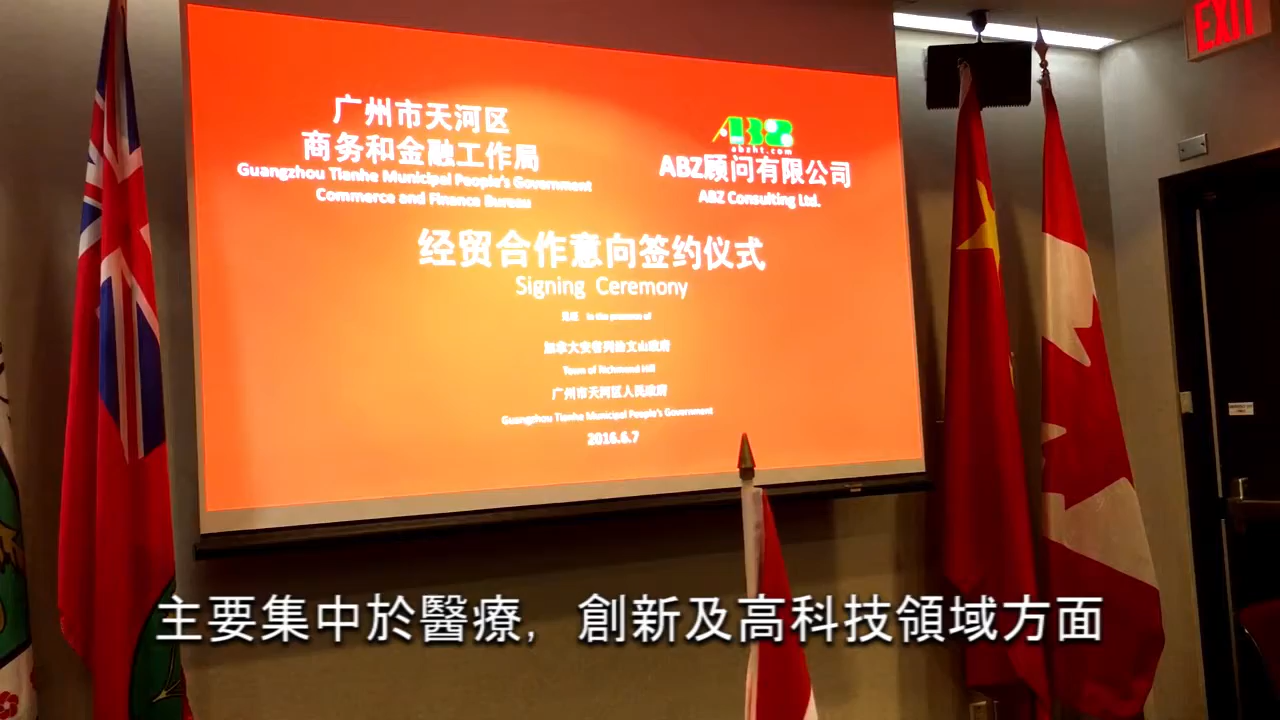 EXIT
广州市天河区
商务和金融工作局
Guangzhou Tianhe Municipal People's Government
Commerce and Finance Bureau
ABZ
abzht.com
ABZ顾问有限公司
ABZ Consulting Ltd.
经贸合作意向签约仪式
Signing Ceremony
见证 In the presence of
加拿大安省列治文山政府
Town of Richmond Hill
广州市天河区人民政府
Guangzhou Tianhe Municipal People's Government
2016.6.7
主要集中於醫療, 創新及高科技領域方面